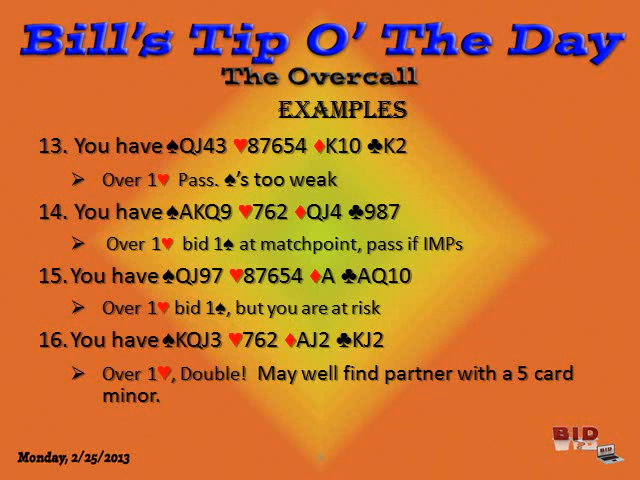 Bill's Tip O' The Day
The Overcall
EXAMPLES
13. You have ♠QJ43 ♥87654 ♦K10 ♣K2
➢ Over 1♥ Pass. ♠'s too weak
14. You have ♠AKQ9 ♥762 ♦QJ4 ♣987
➢ Over 1♥ bid 1♠ at matchpoint, pass if IMPs
15. You have ♠QJ97 ♥87654 ♦A ♣AQ10
➢ Over 1♥ bid 1♠, but you are at risk
16. You have ♠KQJ3 ♥762 ♦AJ2 ♣KJ2
➢ Over 1♥, Double! May well find partner with a 5 card
minor.
BID
Monday, 2/25/2013